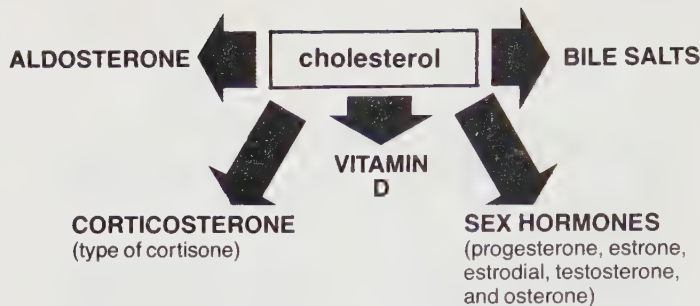 ALDOSTERONE
cholesterol
BILE SALTS
VITAMIN
D
CORTICOSTERONE
(type of cortisone)
SEX HORMONES
(progesterone, estrone,
estrodial, testosterone,
and osterone)